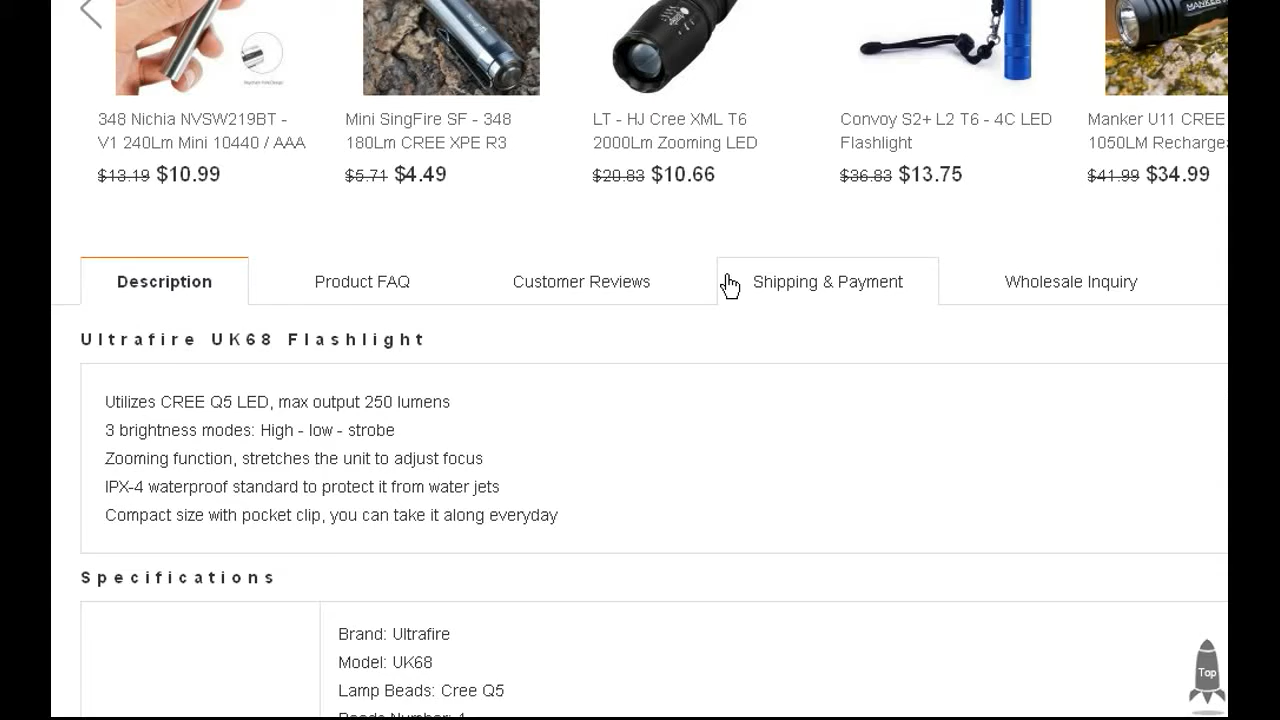 348 Nichia NVSW219BT - V1 240Lm Mini 10440 / AAA
$13.19 $10.99
Mini SingFire SF - 348 180Lm CREE XPE R3
$5.71 $4.49
LT - HJ Cree XML T6 2000Lm Zooming LED
$20.83 $10.66
Convoy S2+ L2 T6 - 4C LED Flashlight
$36.83 $13.75
Manker U11 CREE 1050LM Recharge
$41.99 $34.99
Description
Product FAQ
Customer Reviews
Shipping & Payment
Wholesale Inquiry
Ultrafire UK68 Flashlight
Utilizes CREE Q5 LED, max output 250 lumens
3 brightness modes: High - low - strobe
Zooming function, stretches the unit to adjust focus
IPX-4 waterproof standard to protect it from water jets
Compact size with pocket clip, you can take it along everyday
Specifications
Brand: Ultrafire
Model: UK68
Lamp Beads: Cree Q5
Beads Number: 1
Top